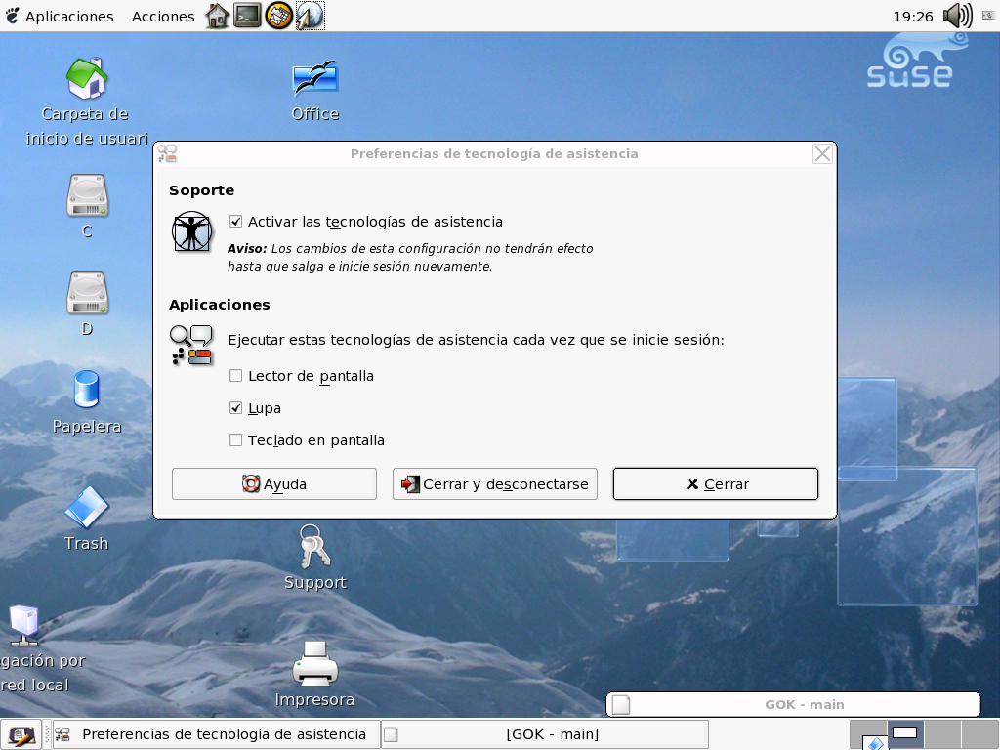 Aplicaciones Acciones 19:26
suse
Carpeta de
inicio de usuari
Office
C
D
Papelera
Trash
gación por
red local
Support
Impresora
Preferencias de tecnología de asistencia
Soporte
Activar las tecnologías de asistencia
Aviso: Los cambios de esta configuración no tendrán efecto
hasta que salga e inicie sesión nuevamente.
Aplicaciones
Ejecutar estas tecnologías de asistencia cada vez que se inicie sesión:
Lector de pantalla
Lupa
Teclado en pantalla
Ayuda Cerrar y desconectarse Cerrar
GOK - main
Preferencias de tecnología de asistencia [GOK - main]